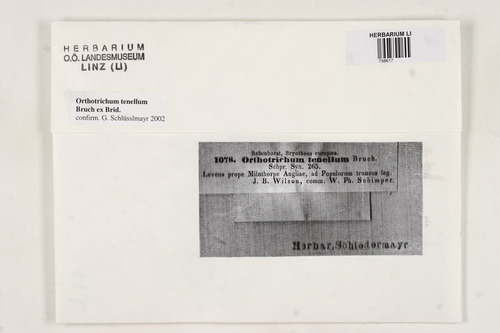 HERBARIUM
O.Ö. LANDESMUSEUM
LINZ (LI)
HERBARIUM LI
798617
Orthotrichum tenellum
Bruch ex Brid.
confirm. G. Schlüsslmayr 2002
Rabenhorst, Bryotheca europaea.
1078. Orthotrichum tenellum Bruch.
Schpr. Syn. 265.
Levens prope Milnthorpe Angliae, ad Populorum truncos leg.
J. B. Wilson, comm. W. Ph. Schimper.
Herbar. Schiedermayr